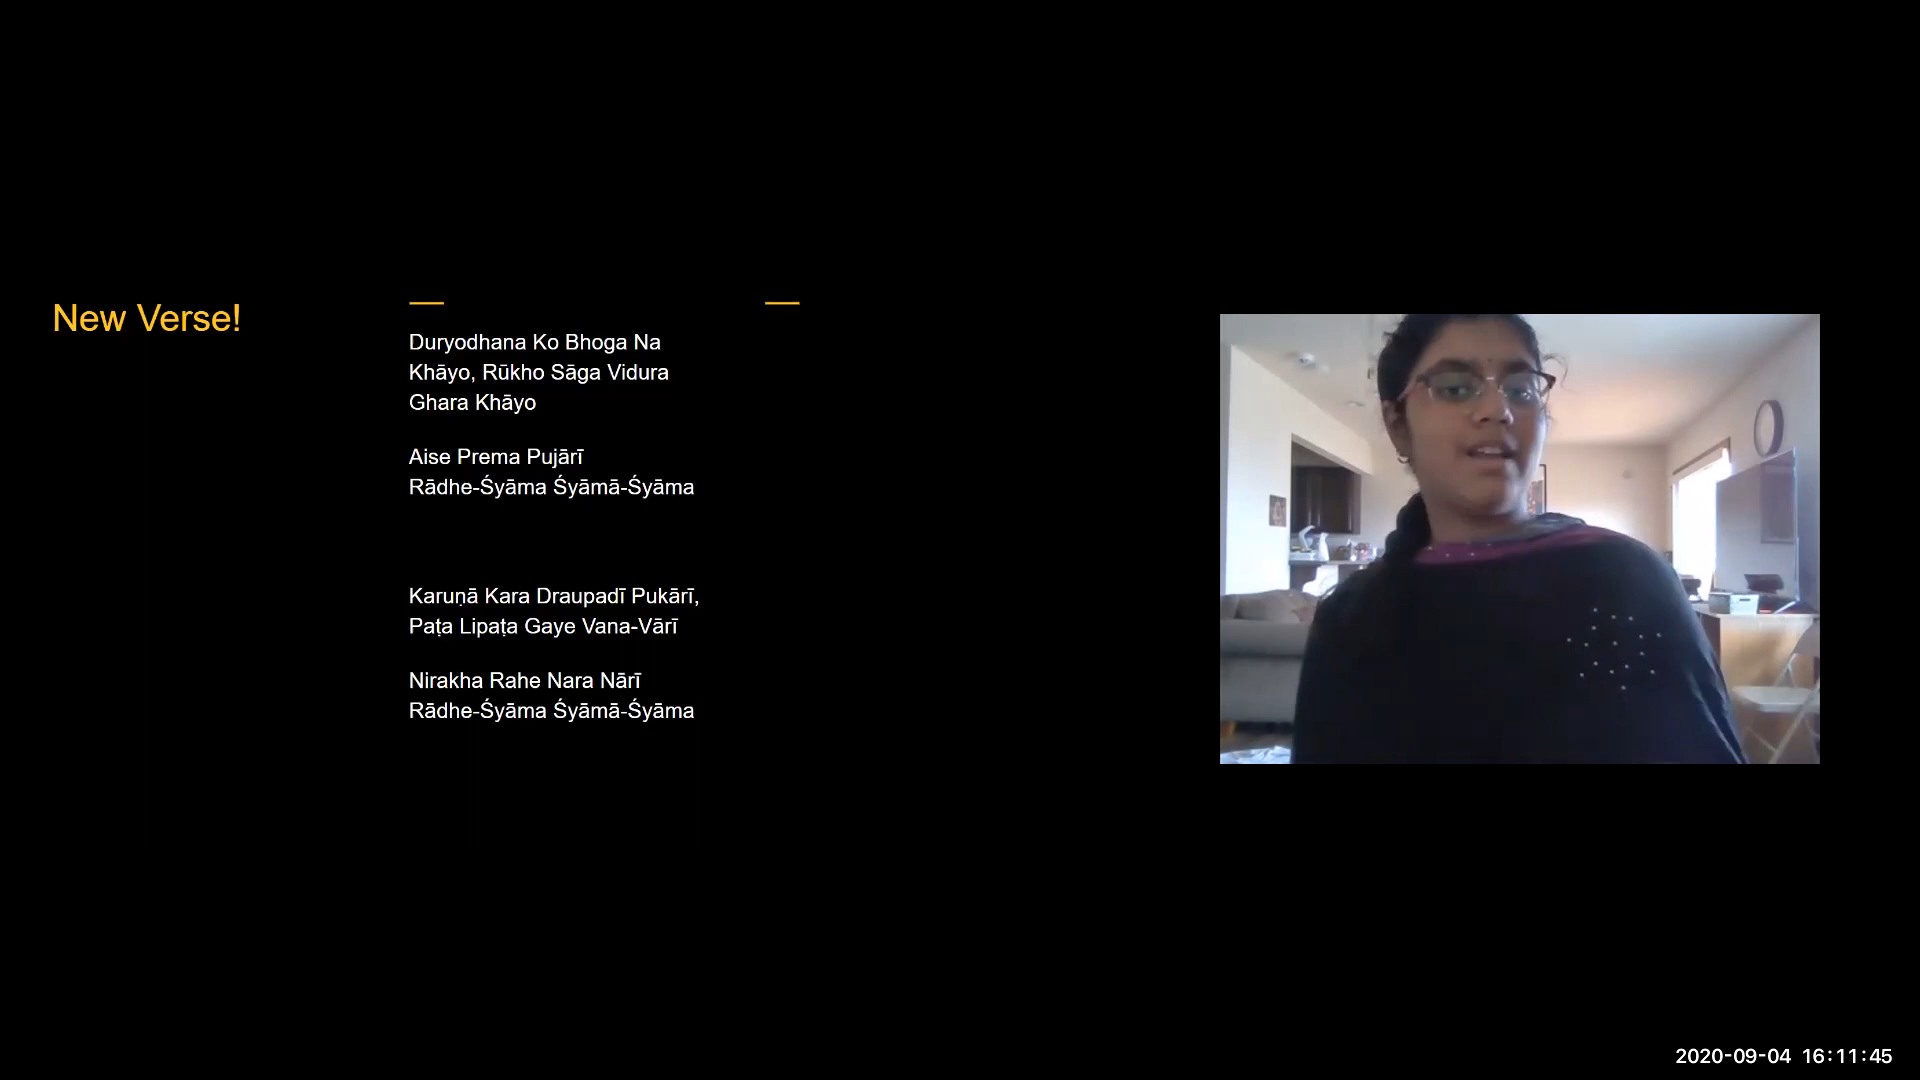 New Verse!
Duryodhana Ko Bhoga Na
Khāyo, Rūkho Sāga Vidura
Ghara Khāyo
Aise Prema Pujārī
Rādhe-Śyāma Śyāmā-Śyāma
Karuṇā Kara Draupadī Pukārī,
Paṭa Lipaṭa Gaye Vana-Vārī
Nirakha Rahe Nara Nārī
Rādhe-Śyāma Śyāmā-Śyāma
2020-09-04 16:11:45